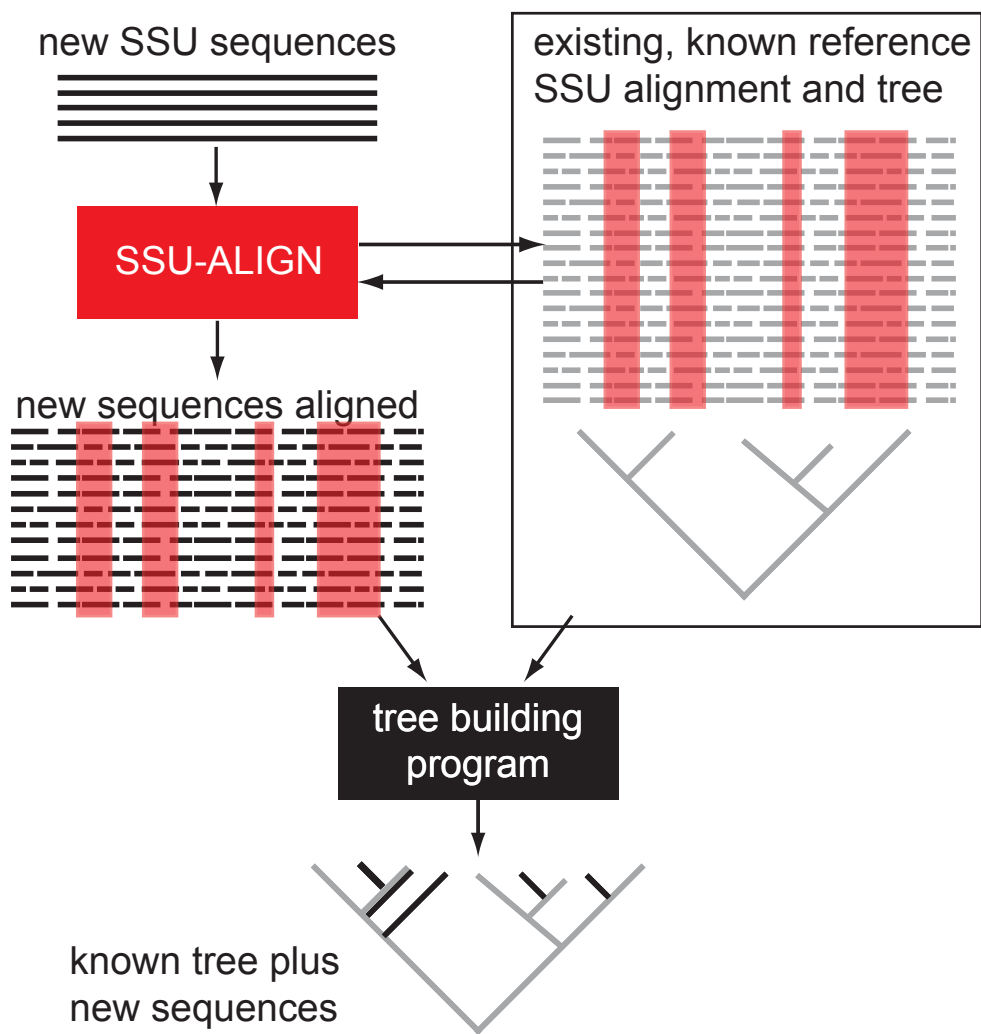 new SSU sequences
existing, known reference
SSU alignment and tree
SSU-ALIGN
new sequences aligned
tree building
program
known tree plus
new sequences